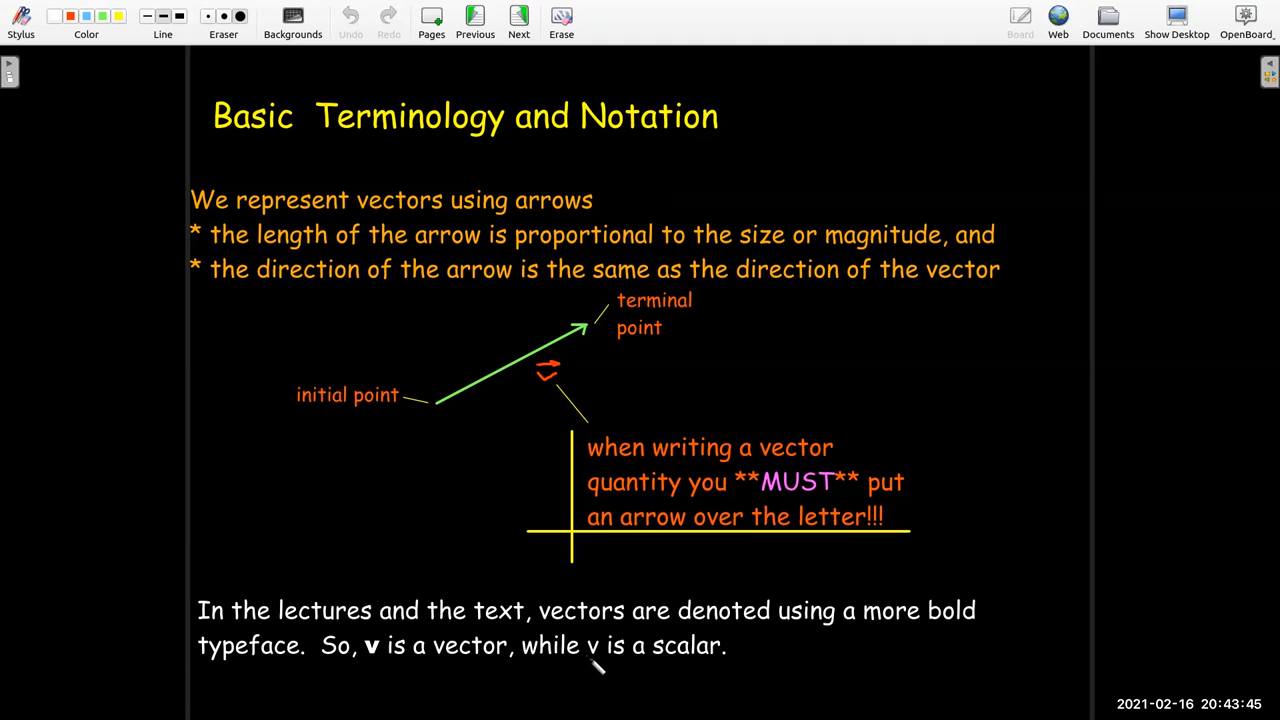 Stylus Color Line Eraser Backgrounds Undo Redo Pages Previous Next Erase Board Web Documents Show Desktop OpenBoard
Basic Terminology and Notation
We represent vectors using arrows
* the length of the arrow is proportional to the size or magnitude, and
* the direction of the arrow is the same as the direction of the vector
terminal
point
v⃗
initial point
when writing a vector
quantity you **MUST** put
an arrow over the letter!!!
In the lectures and the text, vectors are denoted using a more bold
typeface. So, v is a vector, while v is a scalar.
2021-02-16 20:43:45